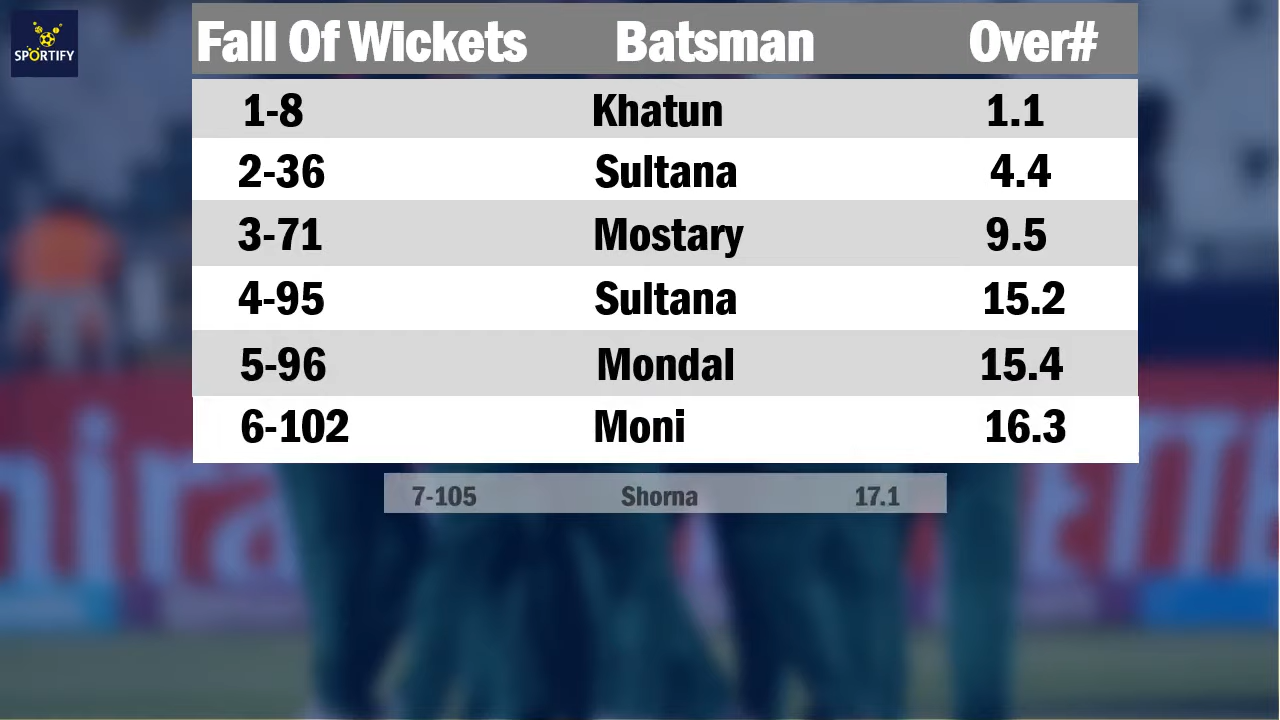 SPORTIFY
Fall Of Wickets Batsman Over#
1-8 Khatun 1.1
2-36 Sultana 4.4
3-71 Mostary 9.5
4-95 Sultana 15.2
5-96 Mondal 15.4
6-102 Moni 16.3
7-105 Shorna 17.1